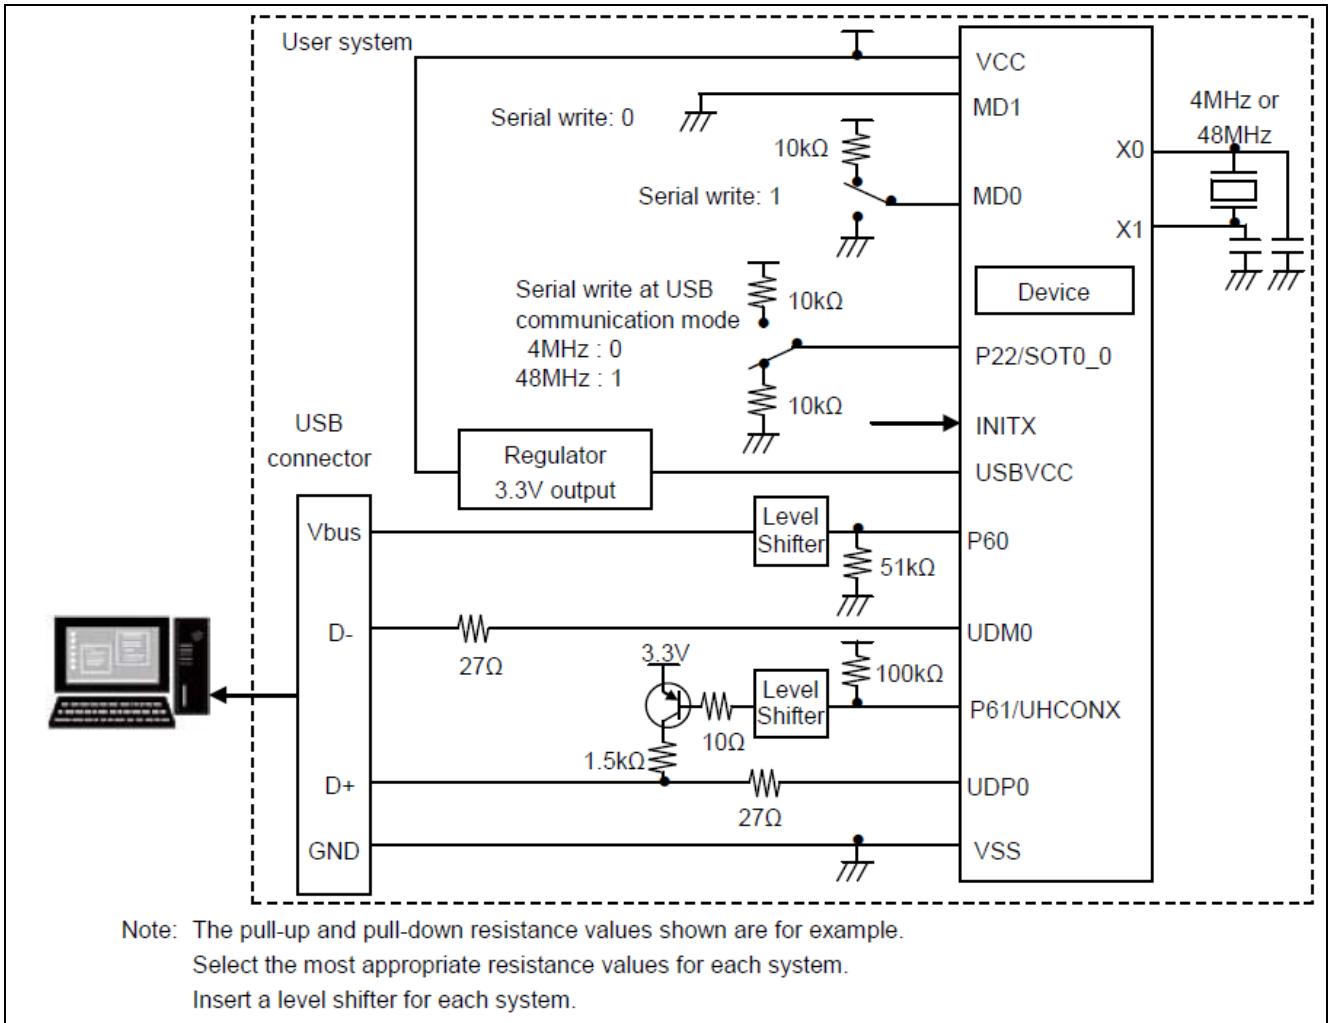 User system
VCC
MD1
Serial write: 0
4MHz or
48MHz
10kΩ
X0
Serial write: 1
MD0
X1
Serial write at USB
communication mode
4MHz : 0
48MHz : 1
10kΩ
Device
P22/SOT0_0
10kΩ
INITX
USB
connector
Regulator
3.3V output
USBVCC
Vbus
Level
Shifter
P60
51kΩ
D-
27Ω
UDM0
3.3V
100kΩ
Level
Shifter
P61/UHCONX
10Ω
1.5kΩ
D+
27Ω
UDP0
GND
VSS
Note: The pull-up and pull-down resistance values shown are for example.
Select the most appropriate resistance values for each system.
Insert a level shifter for each system.